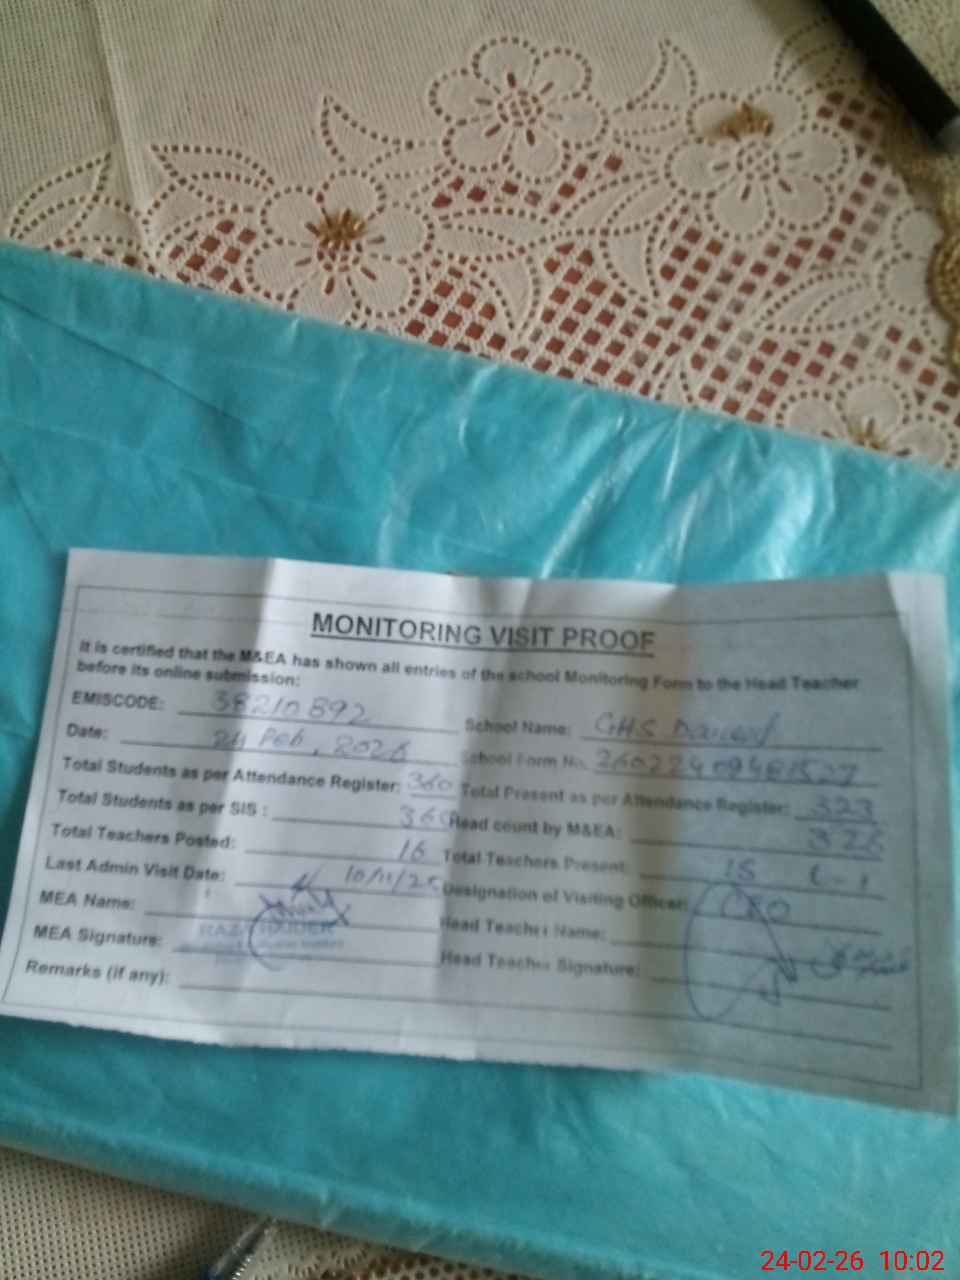 MONITORING VISIT PROOF
It is certified that the M&EA has shown all entries of the school Monitoring Form to the Head Teacher
before its online submission:
EMISCODE: 38210892 School Name: GHS
Date: 24 Feb, 2026 School Form No.
Total Students as per Attendance Register: 360 Total Present as per Attendance Register: 323
Total Students as per SIS : 360 Head count by M&EA: 326
Total Teachers Posted: 16 Total Teachers Present: 15 L-1
Last Admin Visit Date: 10/11/25 Designation of Visiting Officer: CEO
MEA Name: HAIDER Head Teacher Name:
MEA Signature: Head Teacher Signature:
Remarks (if any):
24-02-26 10:02